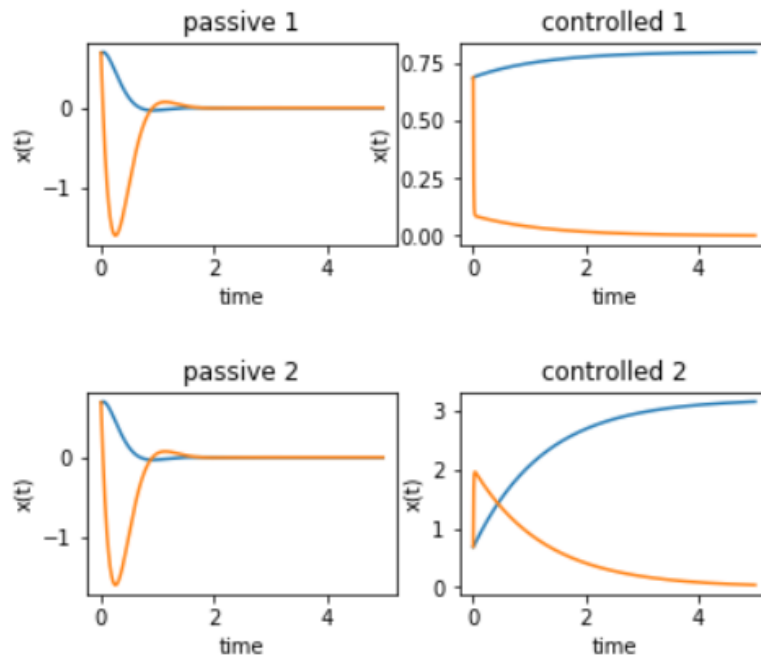 passive 1
x(t)
0
−1
0 2 4
time
controlled 1
x(t)
0.75
0.50
0.25
0.00
0 2 4
time
passive 2
x(t)
0
−1
0 2 4
time
controlled 2
x(t)
3
2
1
0
0 2 4
time